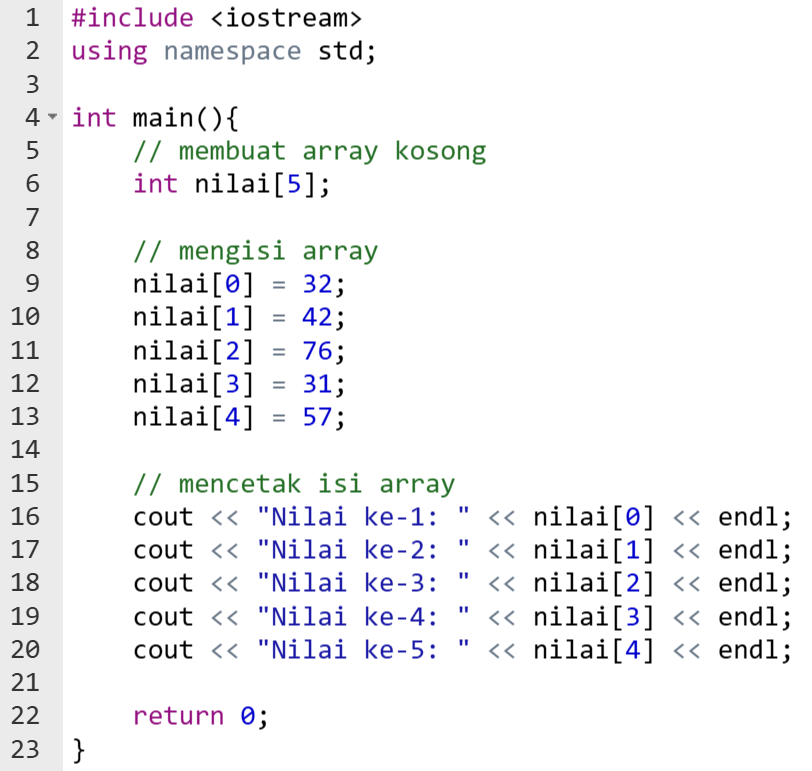 1 #include <iostream>
2 using namespace std;
3
4 int main(){
5     // membuat array kosong
6     int nilai[5];
7
8     // mengisi array
9     nilai[0] = 32;
10     nilai[1] = 42;
11     nilai[2] = 76;
12     nilai[3] = 31;
13     nilai[4] = 57;
14
15     // mencetak isi array
16     cout << "Nilai ke-1: " << nilai[0] << endl;
17     cout << "Nilai ke-2: " << nilai[1] << endl;
18     cout << "Nilai ke-3: " << nilai[2] << endl;
19     cout << "Nilai ke-4: " << nilai[3] << endl;
20     cout << "Nilai ke-5: " << nilai[4] << endl;
21
22     return 0;
23 }